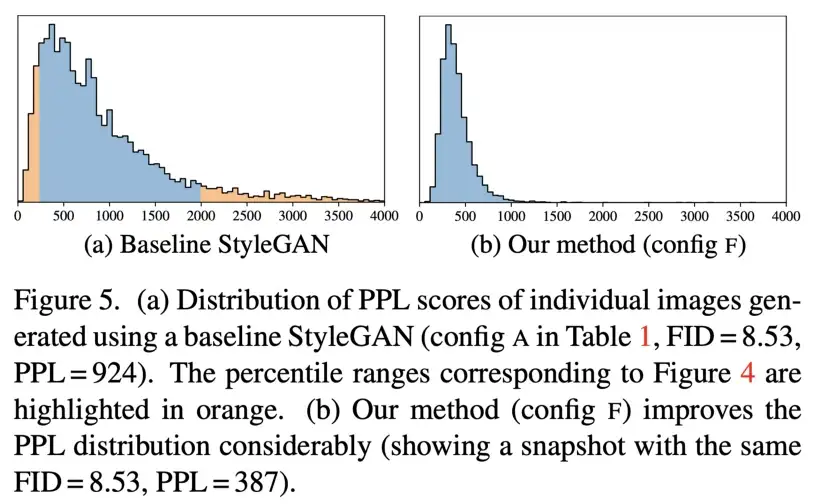 0 500 1000 1500 2000 2500 3000 3500 4000
0 500 1000 1500 2000 2500 3000 3500 4000
(a) Baseline StyleGAN
(b) Our method (config F)
Figure 5. (a) Distribution of PPL scores of individual images gen-
erated using a baseline StyleGAN (config A in Table 1, FID = 8.53,
PPL = 924). The percentile ranges corresponding to Figure 4 are
highlighted in orange. (b) Our method (config F) improves the
PPL distribution considerably (showing a snapshot with the same
FID = 8.53, PPL = 387).